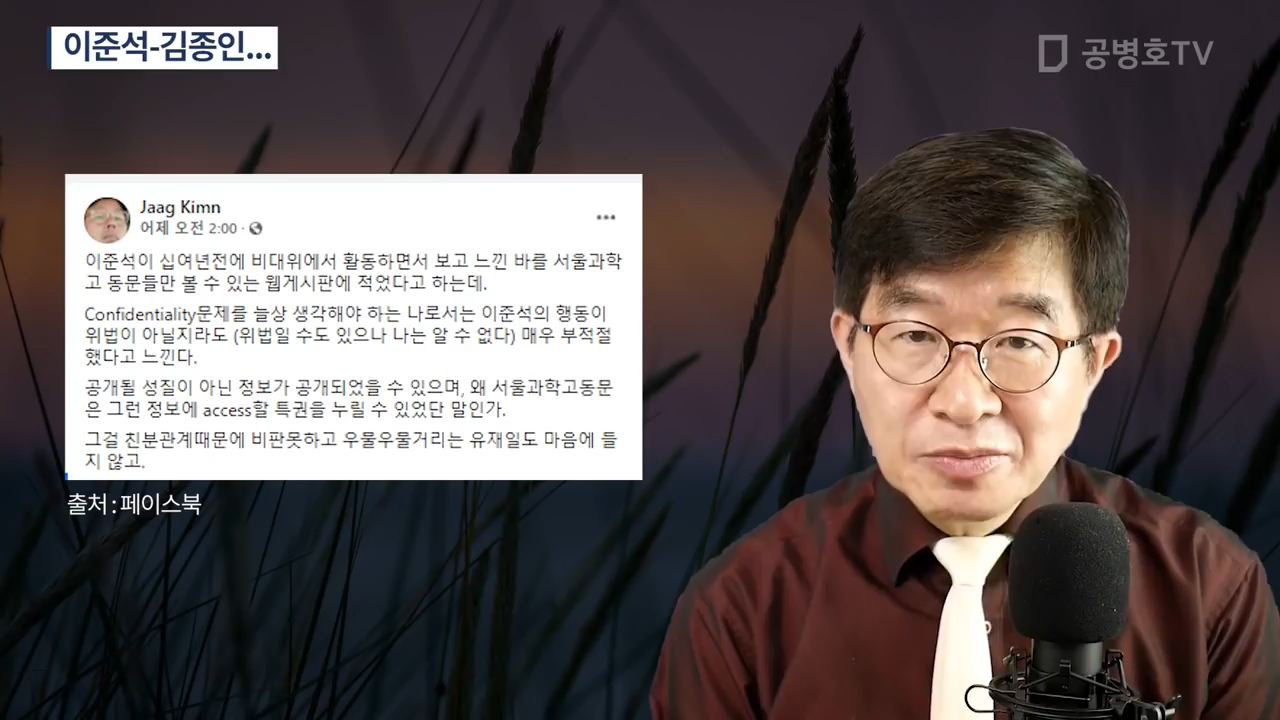 이준석-김종인...
공병호TV
Jaag Kimn
어제 오전 2:00 ·
이준석이 십여년전에 비대위에서 활동하면서 보고 느낀 바를 서울과학
고 동문들만 볼 수 있는 웹게시판에 적었다고 하는데.
Confidentiality문제를 늘상 생각해야 하는 나로서는 이준석의 행동이
위법이 아닐지라도 (위법일 수도 있으나 나는 알 수 없다) 매우 부적절
했다고 느낀다.
공개될 성질이 아닌 정보가 공개되었을 수 있으며, 왜 서울과학고동문
은 그런 정보에 access할 특권을 누릴 수 있었단 말인가.
그걸 친분관계때문에 비판못하고 우물우물거리는 유재일도 마음에 들
지 않고.
출처 : 페이스북